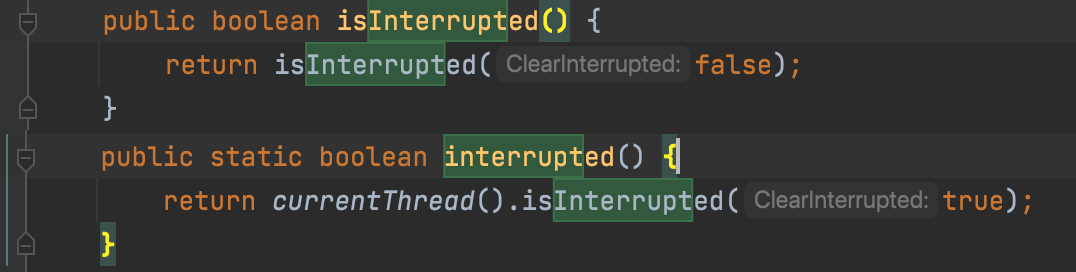 public boolean isInterrupted() {
return isInterrupted( ClearInterrupted: false);
}
public static boolean interrupted() {
return currentThread().isInterrupted( ClearInterrupted: true);
}